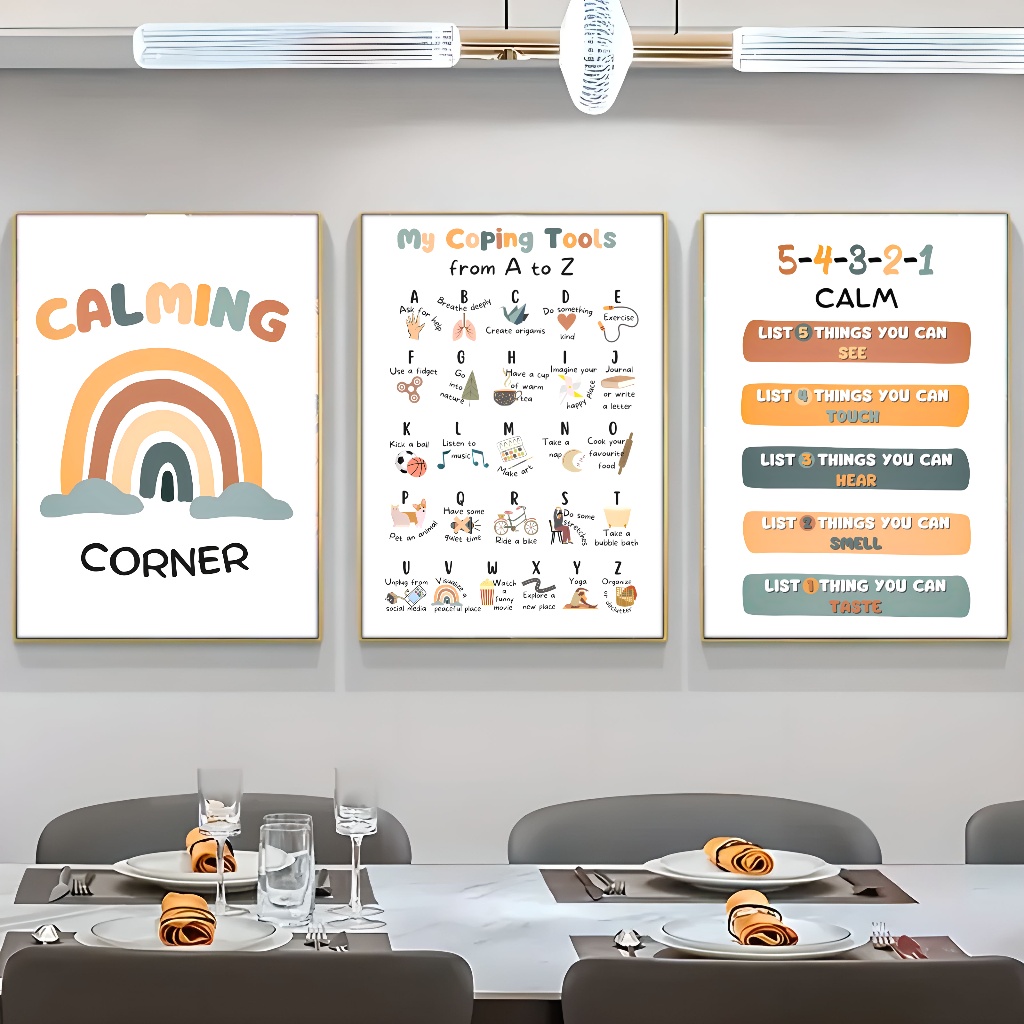 CALMING
CORNER
My Coping Tools
from A to Z
A
Ask for help
B
Breathe deeply
C
Create origamis
D
Do something
kind
E
Exercise
F
Use a fidget
G
Go
into
nature
H
Have a cup
of warm
tea
I
Imagine your
happy place
J
Journal
or write
a letter
K
Kick a ball
L
Listen to
music
M
Make art
N
Take a
nap
O
Cook your
favourite
food
P
Pet an animal
Q
Have some
quiet time
R
Ride a bike
S
Do some
stretches
T
Take a
bubble bath
U
Unplug from
social media
V
Visualize a
peaceful place
W
Watch
a
funny
movie
X
Explore a
new place
Y
Yoga
Z
Organize
or declutter
5-4-3-2-1
CALM
LIST 5 THINGS YOU CAN
SEE
LIST 4 THINGS YOU CAN
TOUCH
LIST 3 THINGS YOU CAN
HEAR
LIST 2 THINGS YOU CAN
SMELL
LIST 1 THING YOU CAN
TASTE